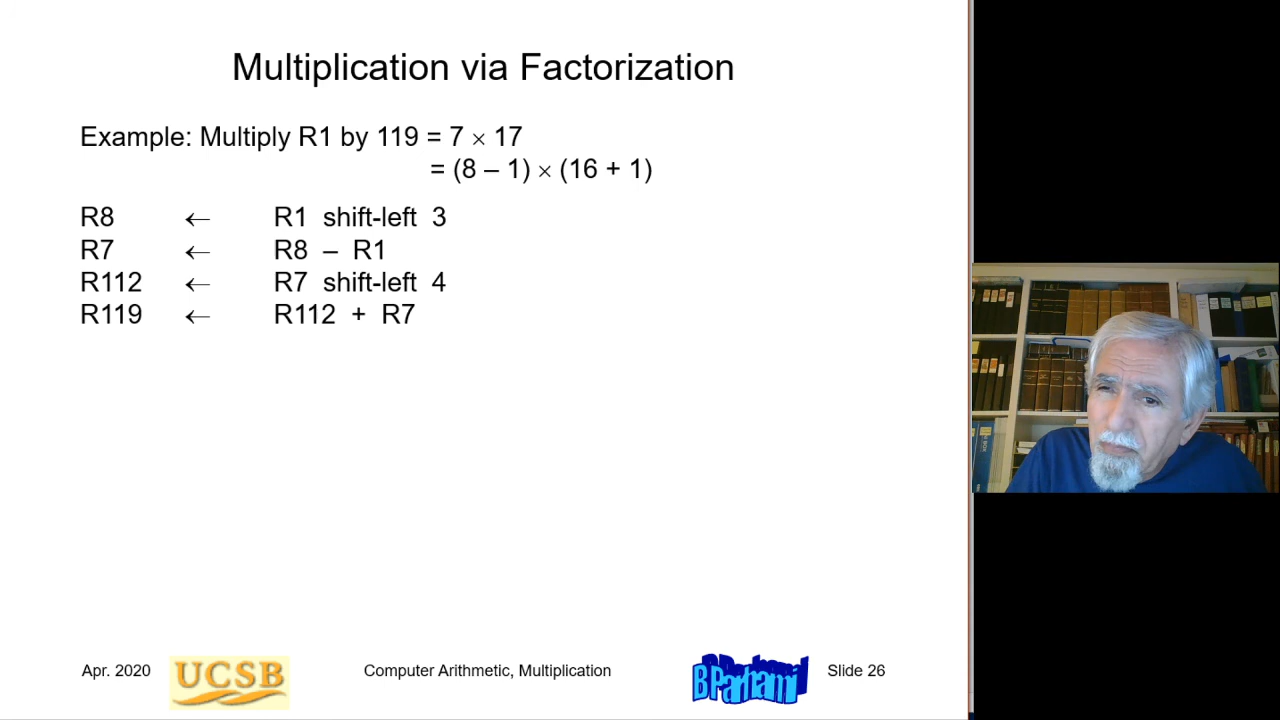 Multiplication via Factorization
Example: Multiply R1 by 119 = 7 × 17
= (8 – 1) × (16 + 1)
R8 ← R1 shift-left 3
R7 ← R8 – R1
R112 ← R7 shift-left 4
R119 ← R112 + R7
Apr. 2020 UCSB Computer Arithmetic, Multiplication B Parhami Slide 26